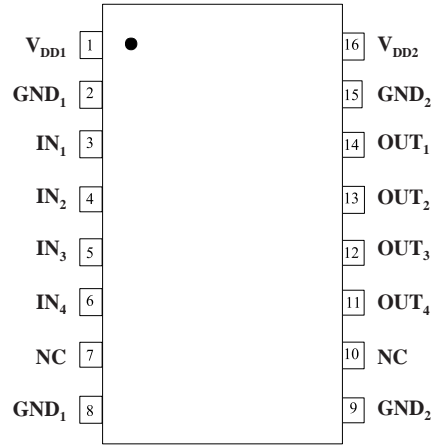 V_DD1 1 16 V_DD2
GND_1 2 15 GND_2
IN_1 3 14 OUT_1
IN_2 4 13 OUT_2
IN_3 5 12 OUT_3
IN_4 6 11 OUT_4
NC 7 10 NC
GND_1 8 9 GND_2